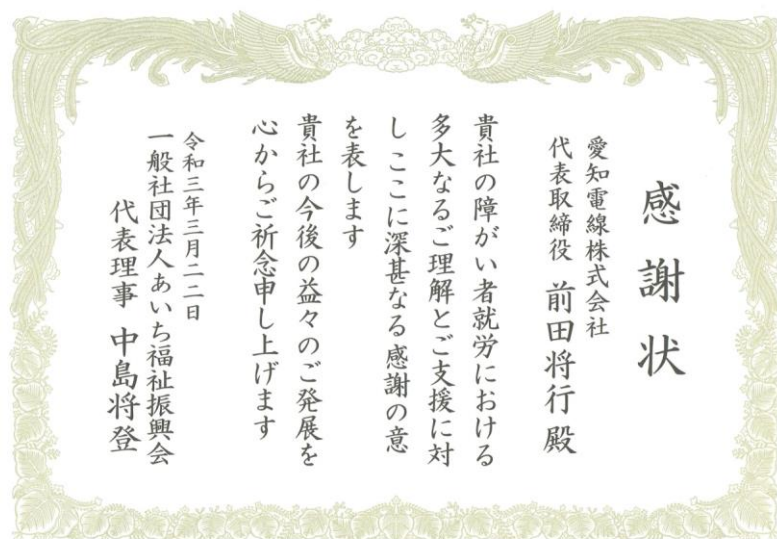 感謝状
愛知電線株式会社
代表取締役 前田将行 殿
貴社の障がい者就労における
多大なるご理解とご支援に対
し ここに深甚なる感謝の意
を表します
貴社の今後の益々のご発展を
心からご祈念申し上げます
令和三年三月二二日
一般社団法人あいち福祉振興会
代表理事 中島将登